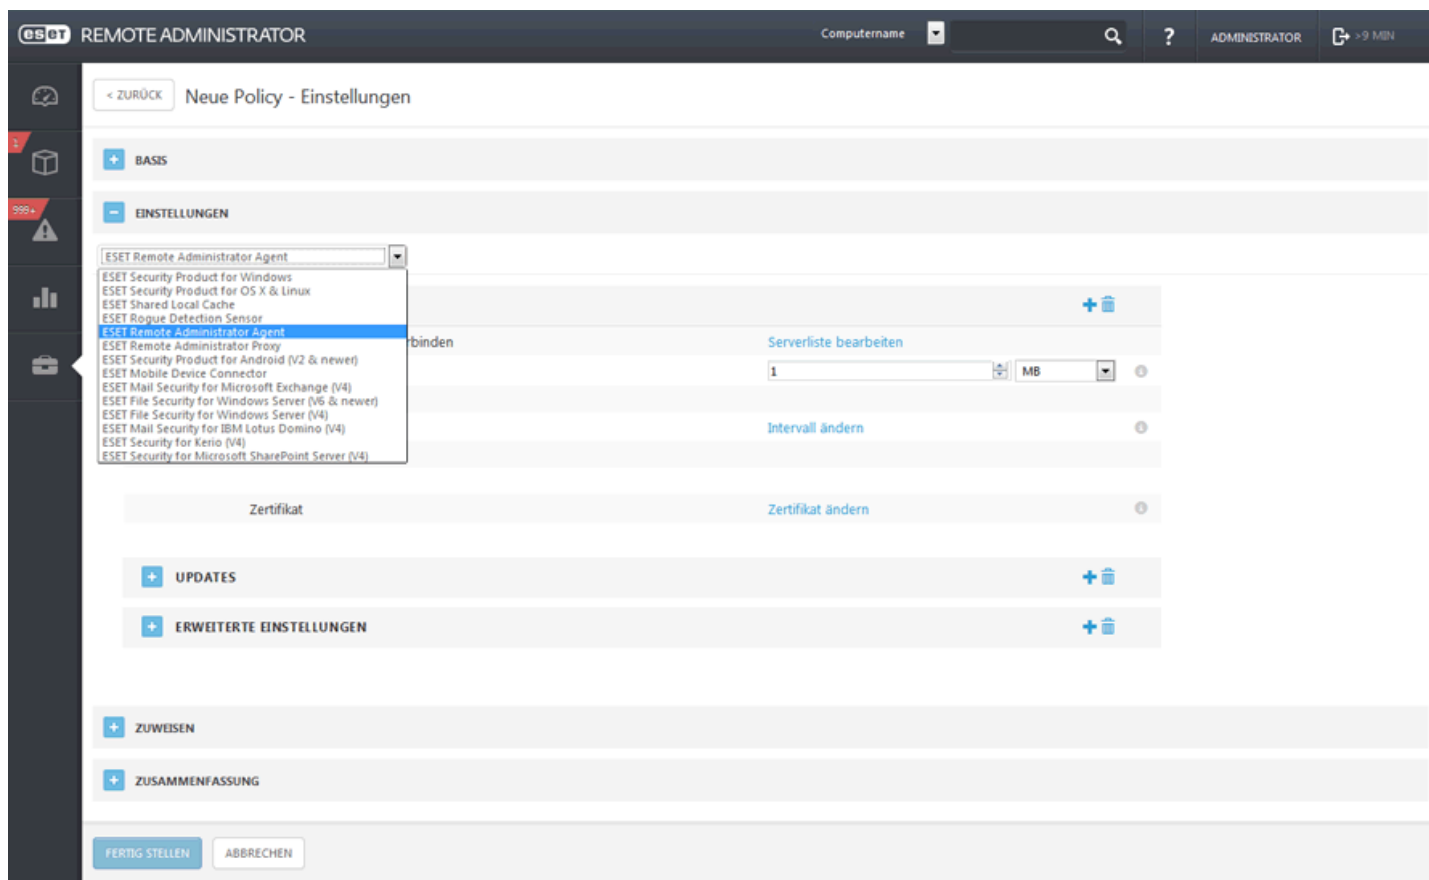 eset REMOTE ADMINISTRATOR
Computername
?
ADMINISTRATOR
>9 MIN
< ZURÜCK
Neue Policy - Einstellungen
1
999+
BASIS
EINSTELLUNGEN
ESET Remote Administrator Agent
ESET Security Product for Windows
ESET Security Product for OS X & Linux
ESET Shared Local Cache
ESET Rogue Detection Sensor
ESET Remote Administrator Agent
ESET Remote Administrator Proxy
ESET Security Product for Android (V2 & newer)
ESET Mobile Device Connector
ESET Mail Security for Microsoft Exchange (V4)
ESET File Security for Windows Server (V6 & newer)
ESET File Security for Windows Server (V4)
ESET Mail Security for IBM Lotus Domino (V4)
ESET Security for Kerio (V4)
ESET Security for Microsoft SharePoint Server (V4)
rbinden
Serverliste bearbeiten
1
MB
Intervall ändern
Zertifikat
Zertifikat ändern
UPDATES
ERWEITERTE EINSTELLUNGEN
ZUWEISEN
ZUSAMMENFASSUNG
FERTIG STELLEN
ABBRECHEN